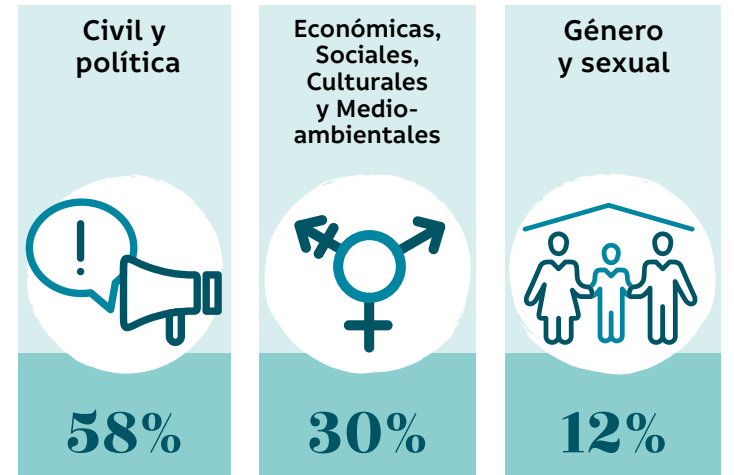 Civil y
política
58%
Económicas,
Sociales,
Culturales
y Medio-
ambientales
30%
Género
y sexual
12%